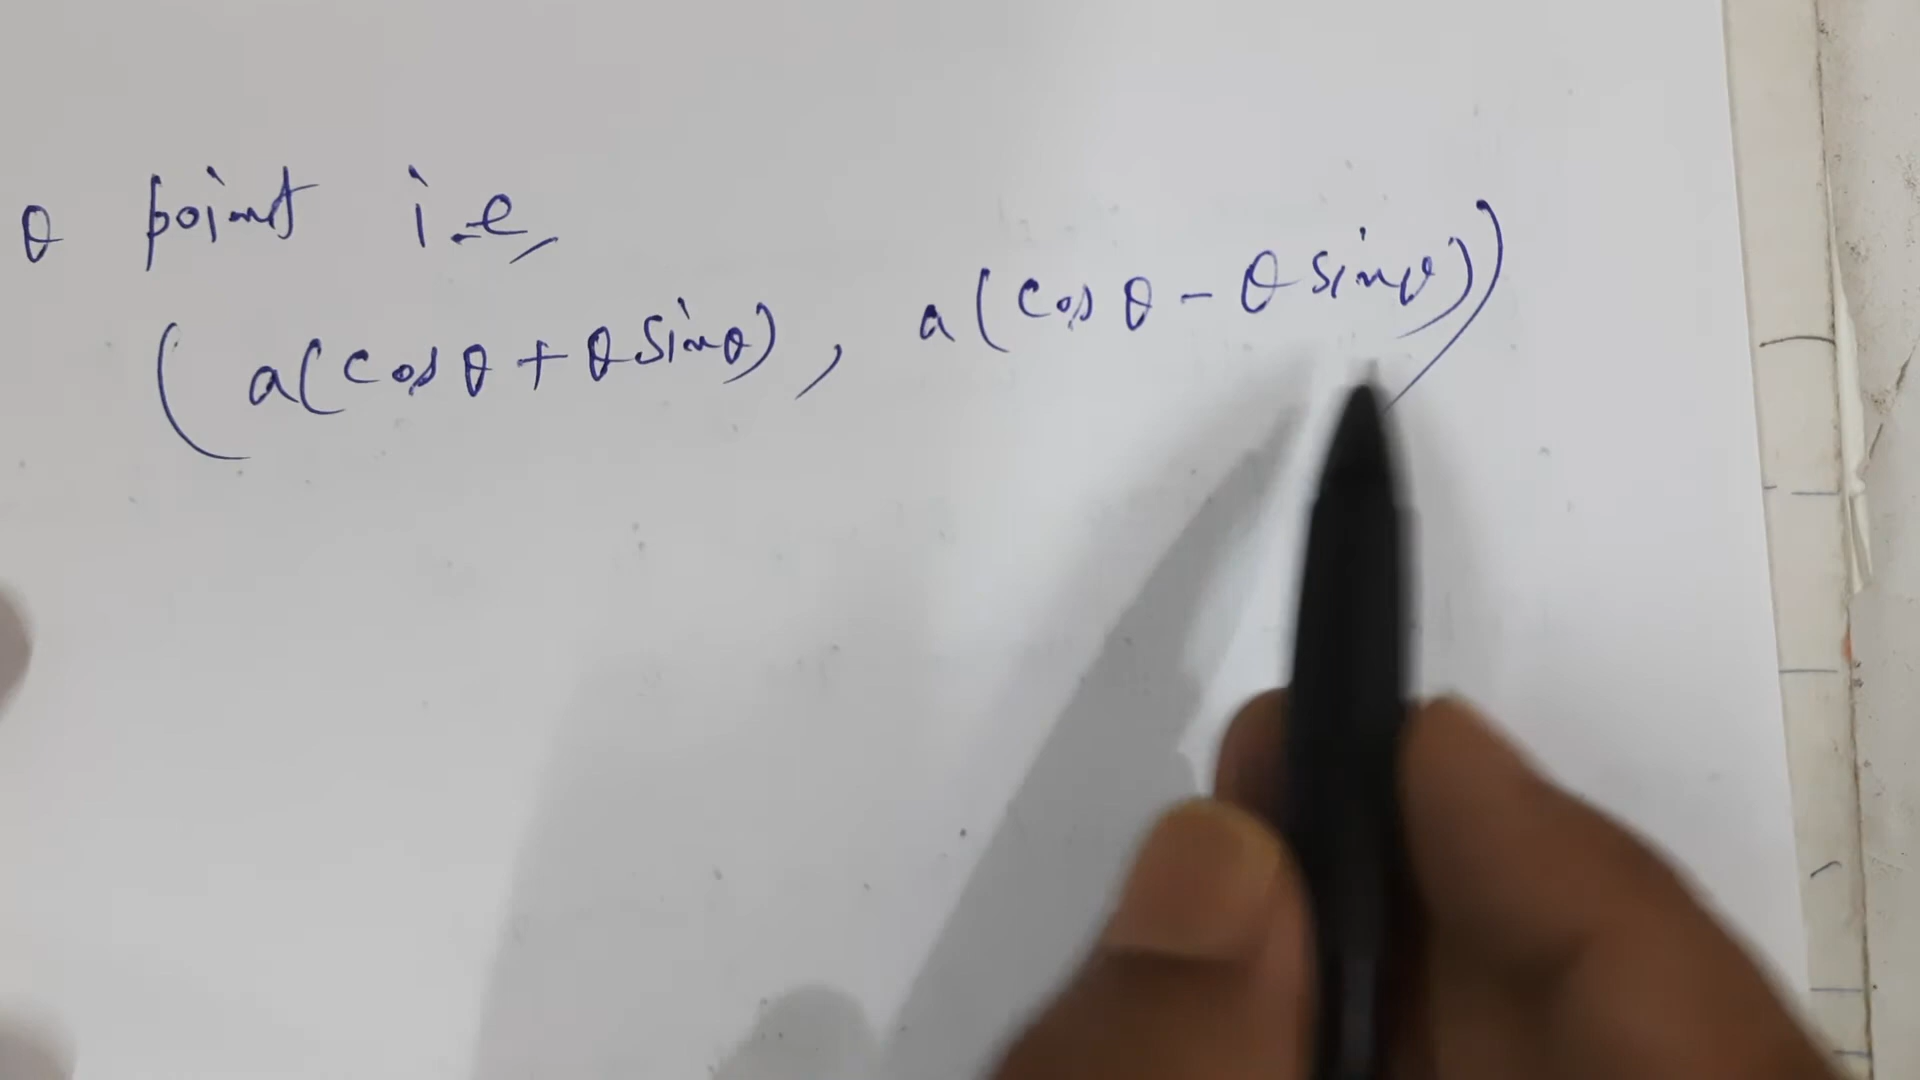 θ point i.e,
( a(cos θ + θ sin θ) , a(cos θ - θ sin θ))